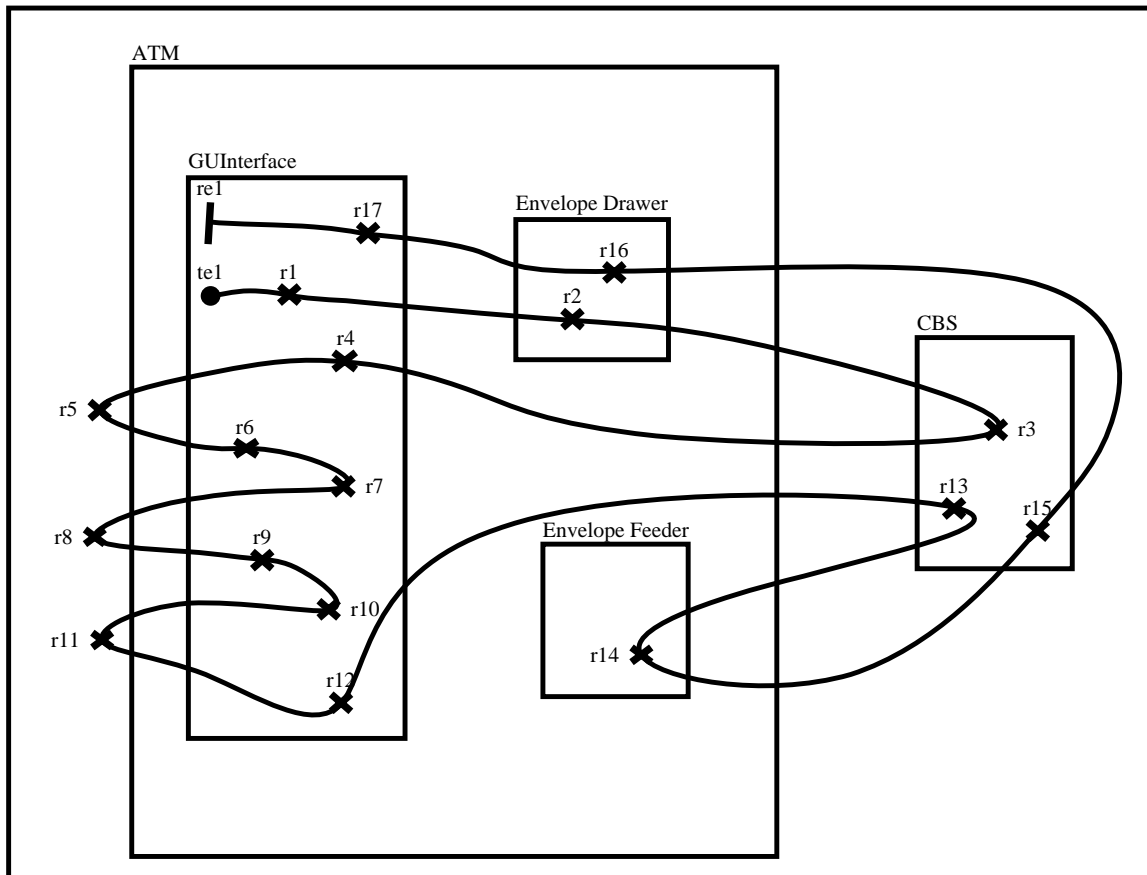 ATM
GUInterface
re1
r17
Envelope Drawer
r16
te1
r1
r2
CBS
r4
r5
r6
r3
r7
r13
r15
r8
r9
Envelope Feeder
r10
r11
r14
r12